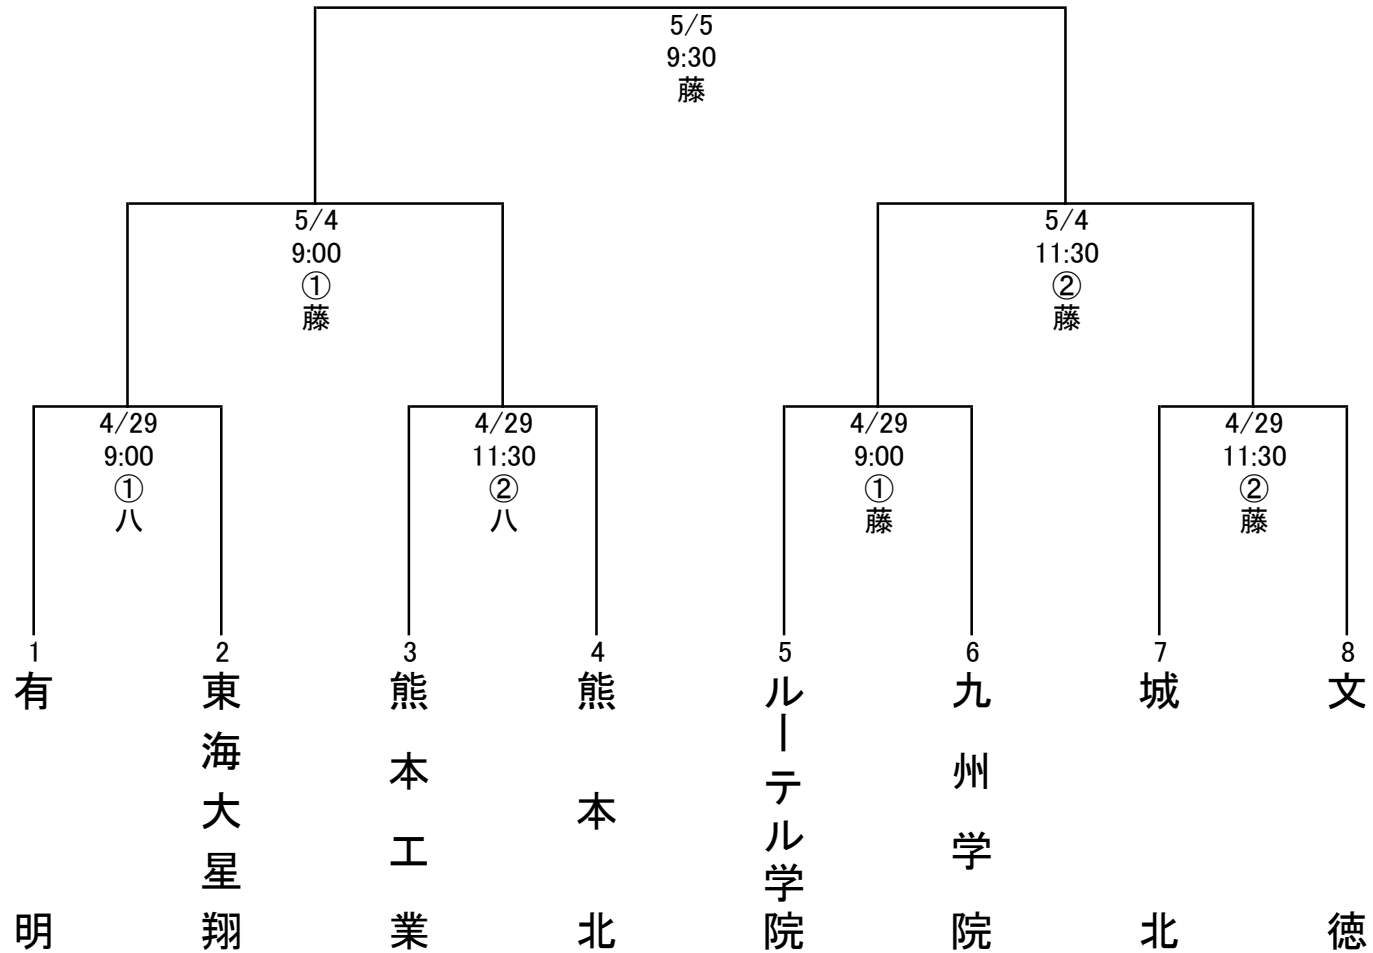 5/5
9:30
藤
5/4
9:00
①
藤
5/4
11:30
②
藤
4/29
9:00
①
八
4/29
11:30
②
八
4/29
9:00
①
藤
4/29
11:30
②
藤
1
有明
2
東海大星翔
3
熊本工業
4
熊本北
5
ルーテル学院
6
九州学院
7
城北
8
文徳